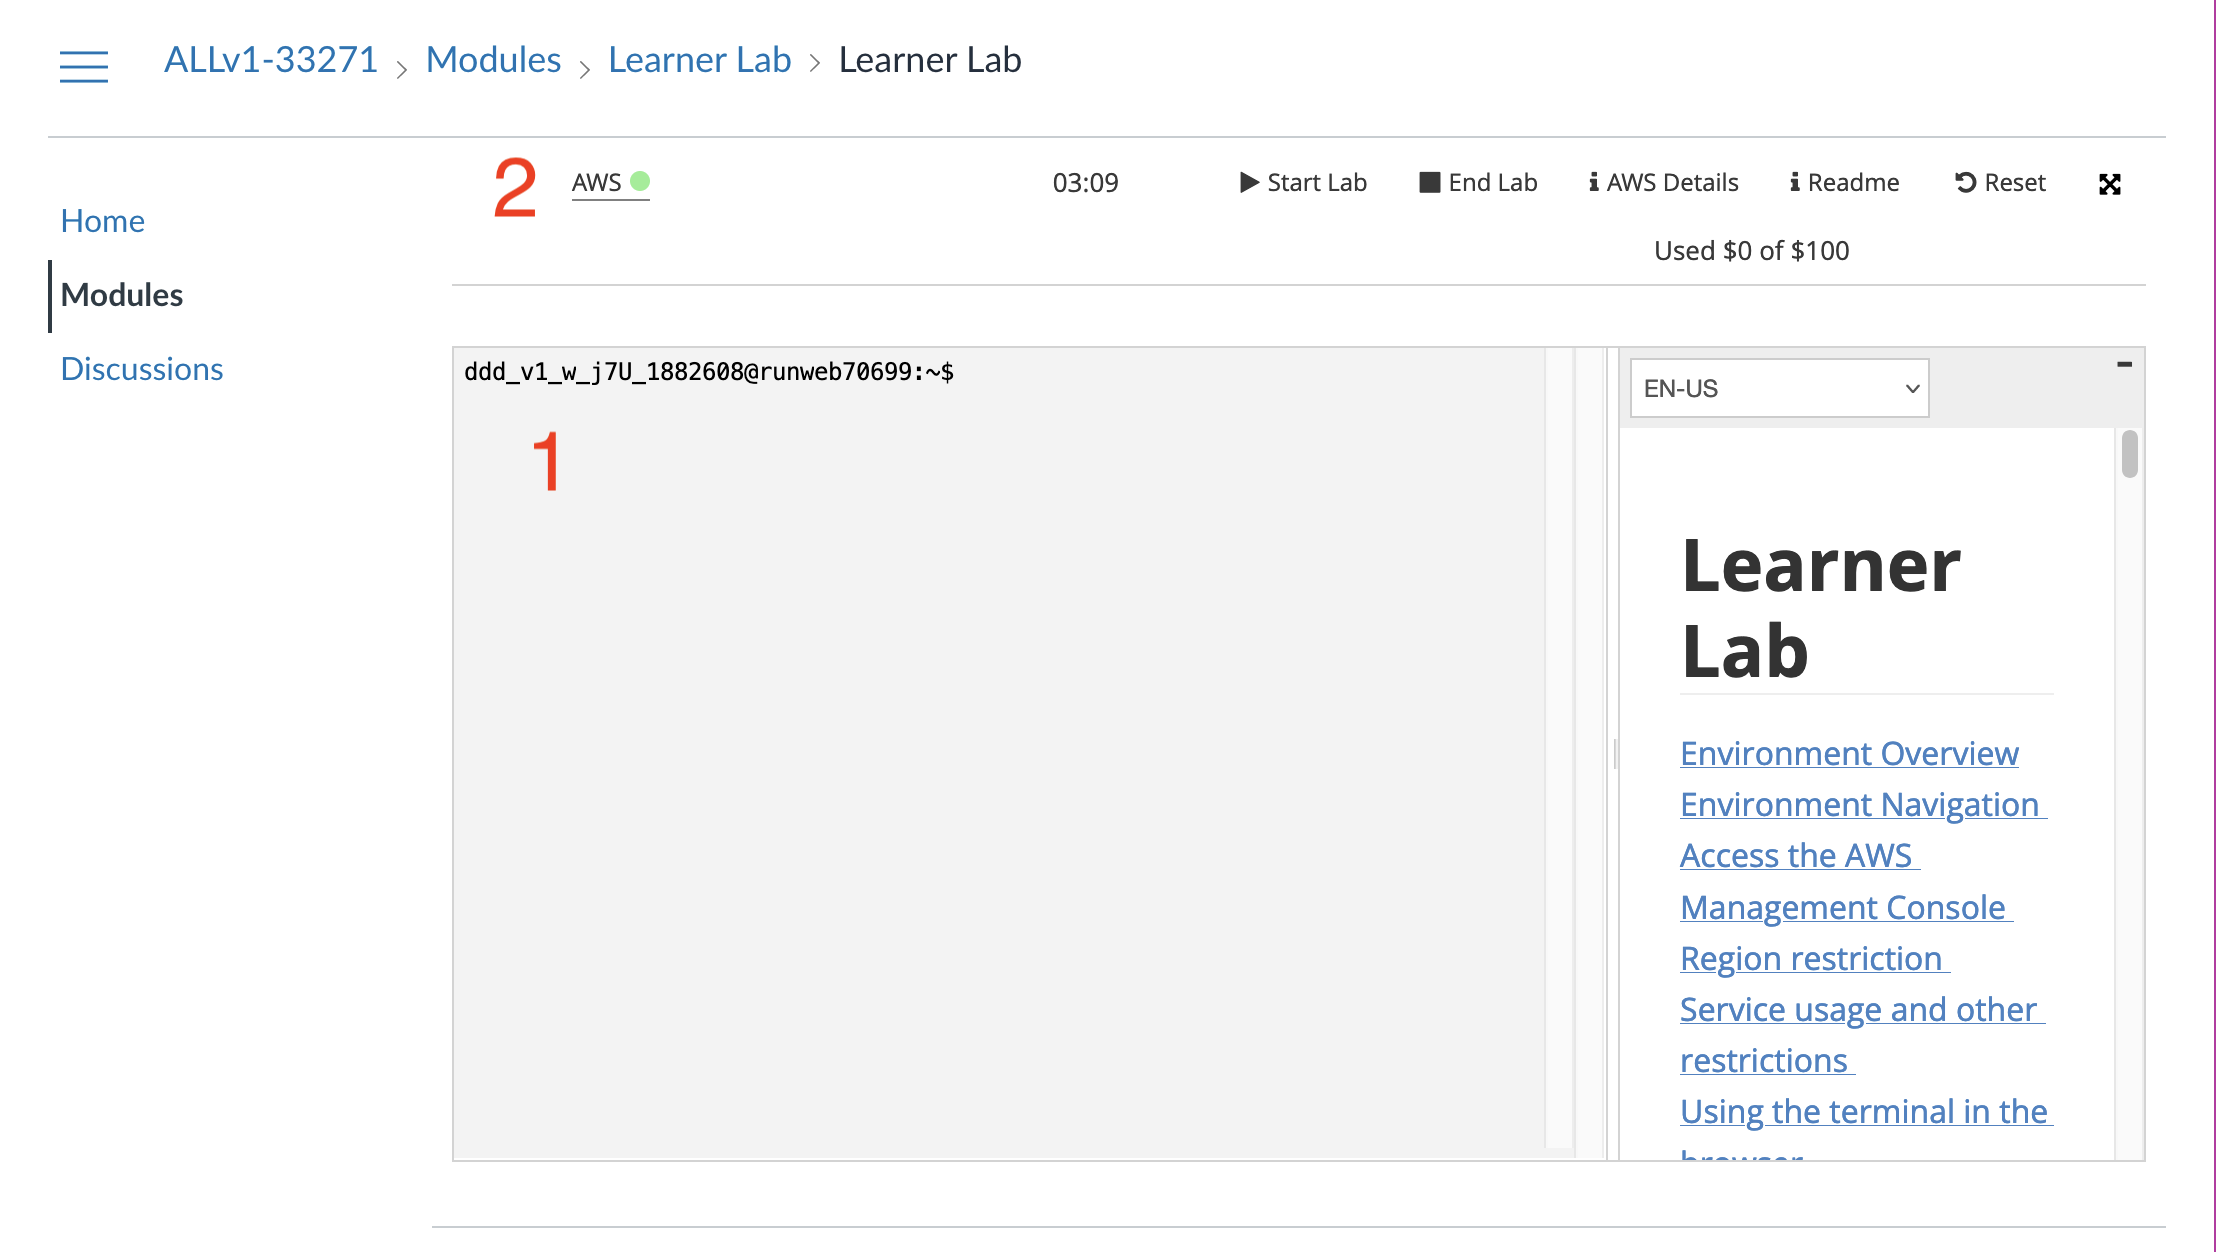 ALLv1-33271 > Modules > Learner Lab > Learner Lab
Home
Modules
Discussions
2 AWS 03:09 Start Lab End Lab AWS Details Readme Reset
Used $0 of $100
ddd_v1_w_j7U_1882608@runweb70699:~$
1
EN-US
Learner
Lab
Environment Overview
Environment Navigation
Access the AWS
Management Console
Region restriction
Service usage and other
restrictions
Using the terminal in the
browser